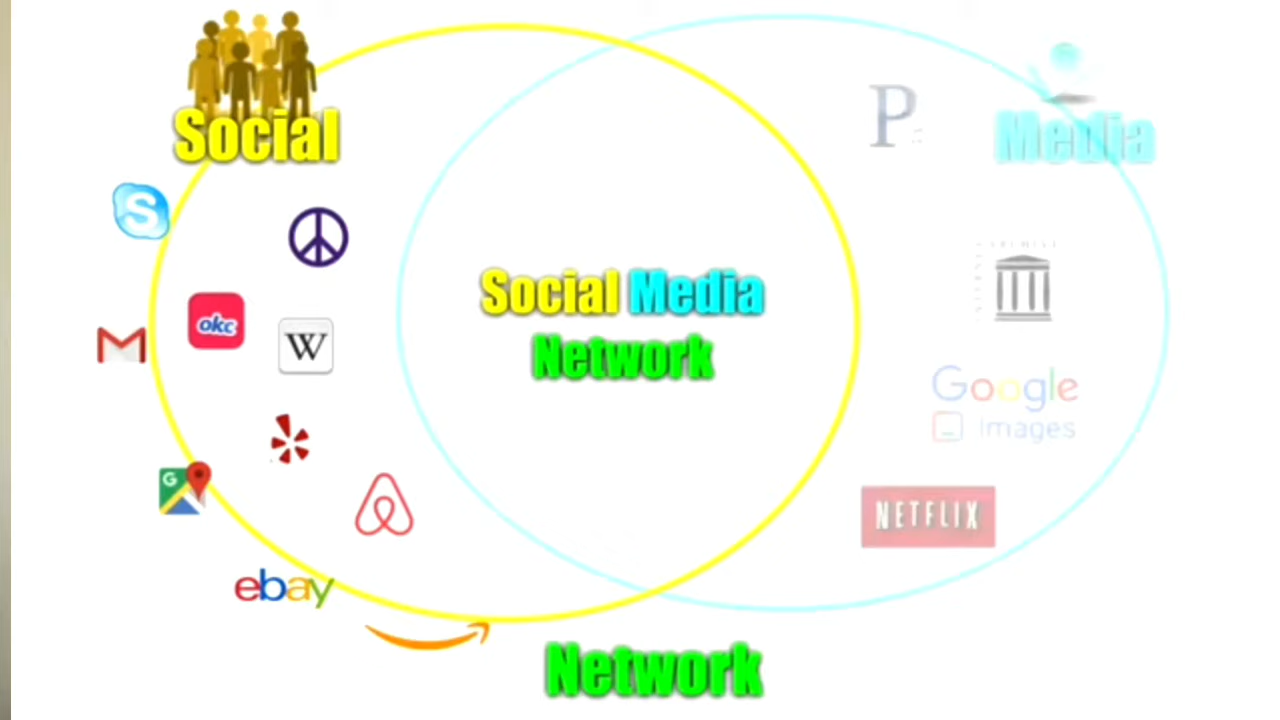 P
Social
Media
S
okc
W
Social Media
Network
Google
images
G
NETFLIX
ebay
Network